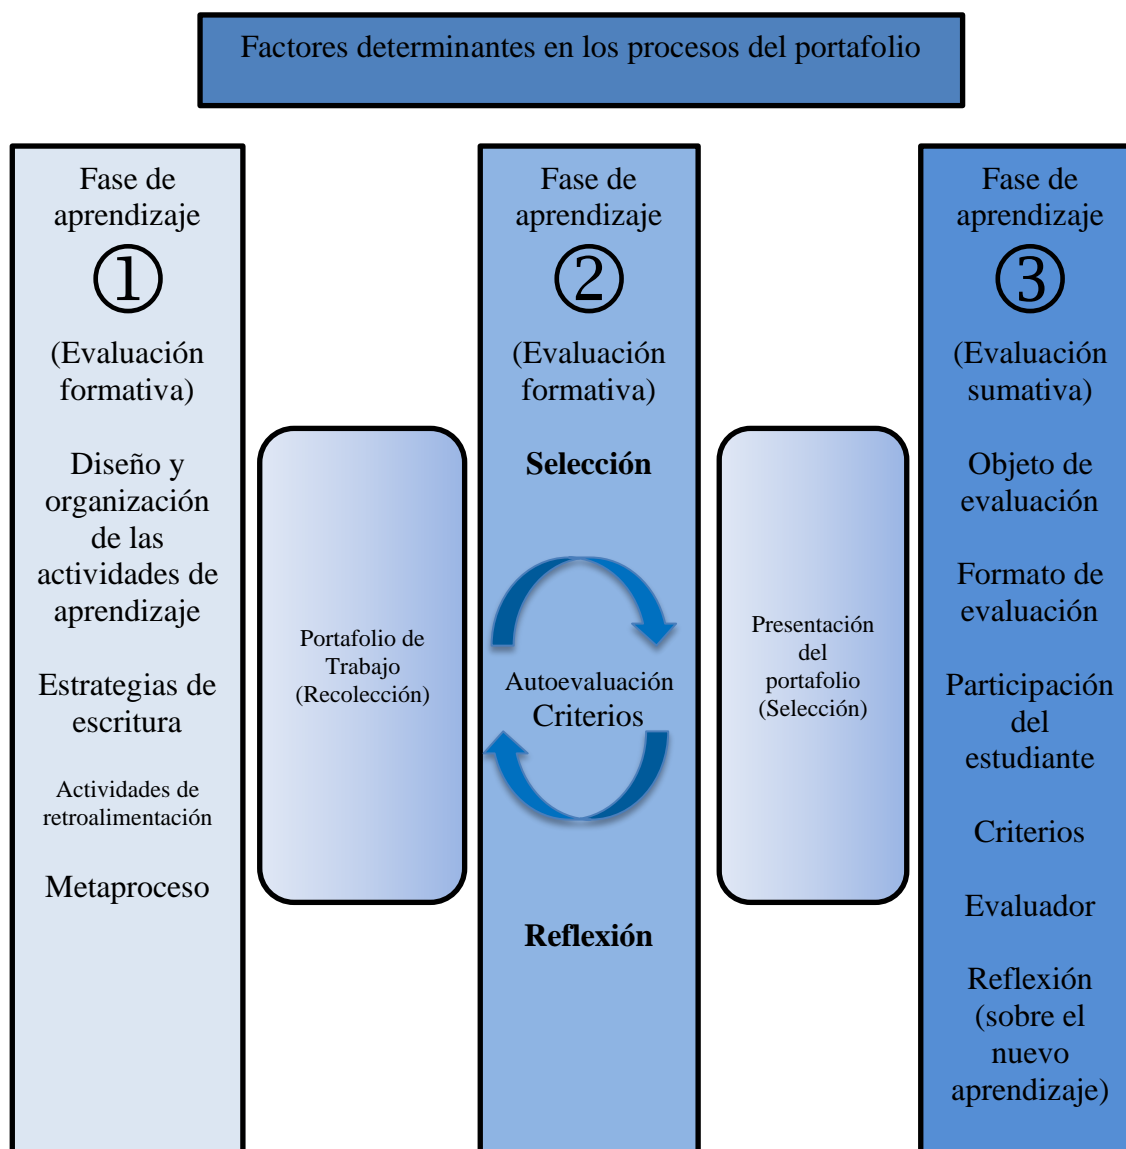 Factores determinantes en los procesos del portafolio
Fase de
aprendizaje
①
(Evaluación
formativa)
Diseño y
organización
de las
actividades de
aprendizaje
Estrategias de
escritura
Actividades de
retroalimentación
Metaproceso
Portafolio de
Trabajo
(Recolección)
Fase de
aprendizaje
②
(Evaluación
formativa)
Selección
Autoevaluación
Criterios
Reflexión
Presentación
del
portafolio
(Selección)
Fase de
aprendizaje
③
(Evaluación
sumativa)
Objeto de
evaluación
Formato de
evaluación
Participación
del
estudiante
Criterios
Evaluador
Reflexión
(sobre el
nuevo
aprendizaje)